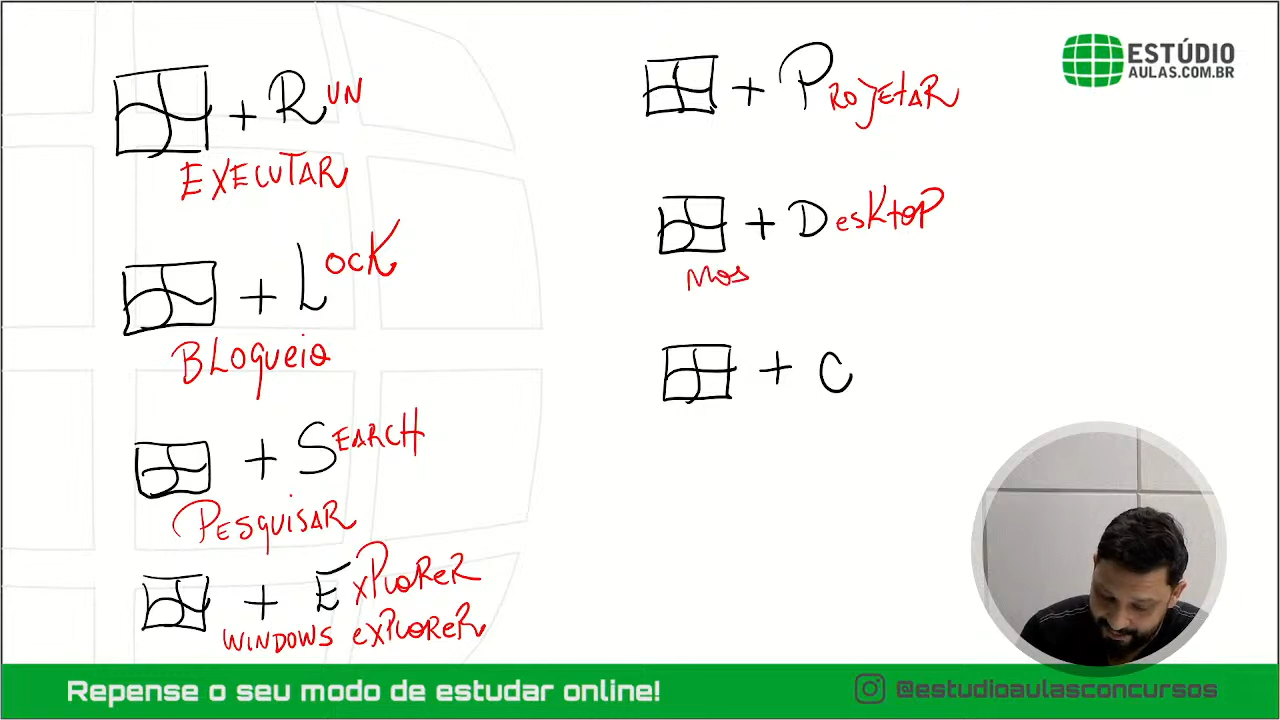 + RUN
EXECUTAR
+ LOCK
BLOqueio
+ SEARCH
PESquiSAR
+ ExPLoReR
WINDOWS eXPLOReR
+ PROjEtAR
+ DesKtoP
Mos
+ C
ESTÚDIO
AULAS.COM.BR
Repense o seu modo de estudar online!
@estudioaulasconcursos